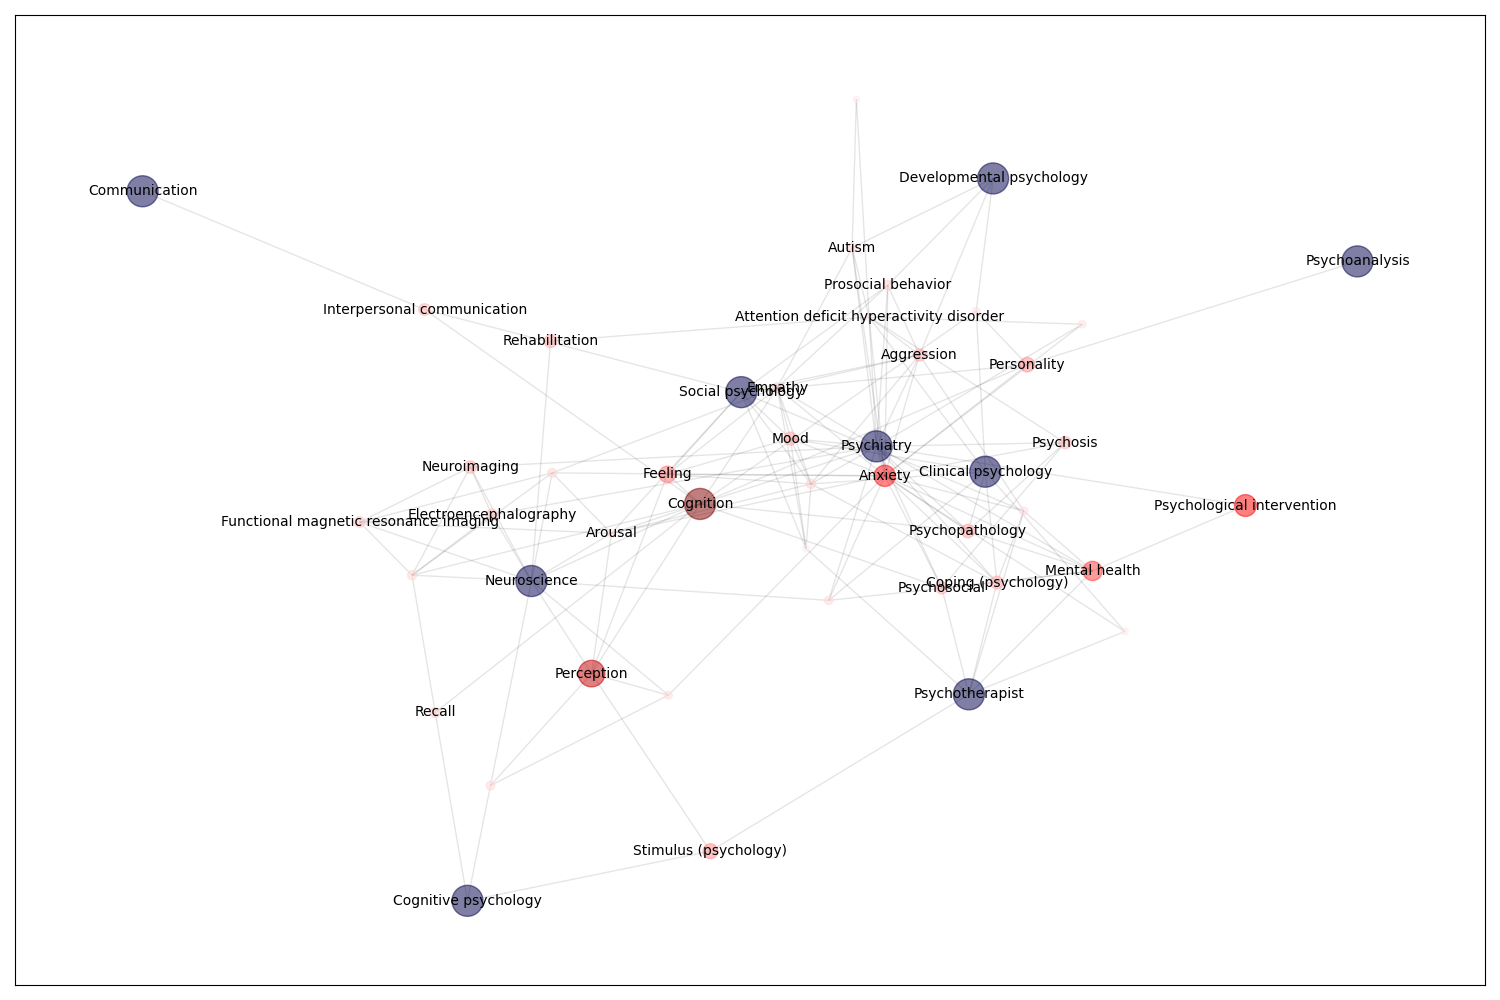 Developmental psychology
Communication
Autism
Psychoanalysis
Prosocial behavior
Interpersonal communication
Attention deficit hyperactivity disorder
Rehabilitation
Aggression
Personality
Empathy
Social psychology
Mood
Psychiatry
Psychosis
Neuroimaging
Feeling
Anxiety
Clinical psychology
Cognition
Psychological intervention
Electroencephalography
Functional magnetic resonance imaging
Arousal
Psychopathology
Mental health
Neuroscience
Coping (psychology)
Psychosocial
Perception
Psychotherapist
Recall
Stimulus (psychology)
Cognitive psychology